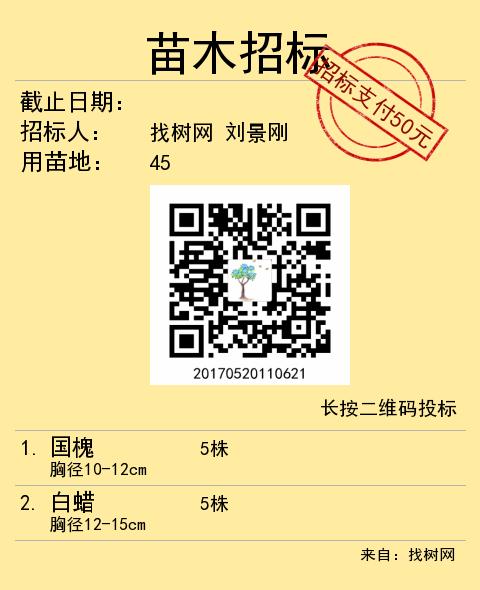 苗木招标
招标支付50元
截止日期：
招标人： 找树网 刘景刚
用苗地： 45
20170520110621
长按二维码投标
1. 国槐 5株
胸径10-12cm
2. 白蜡 5株
胸径12-15cm
来自：找树网